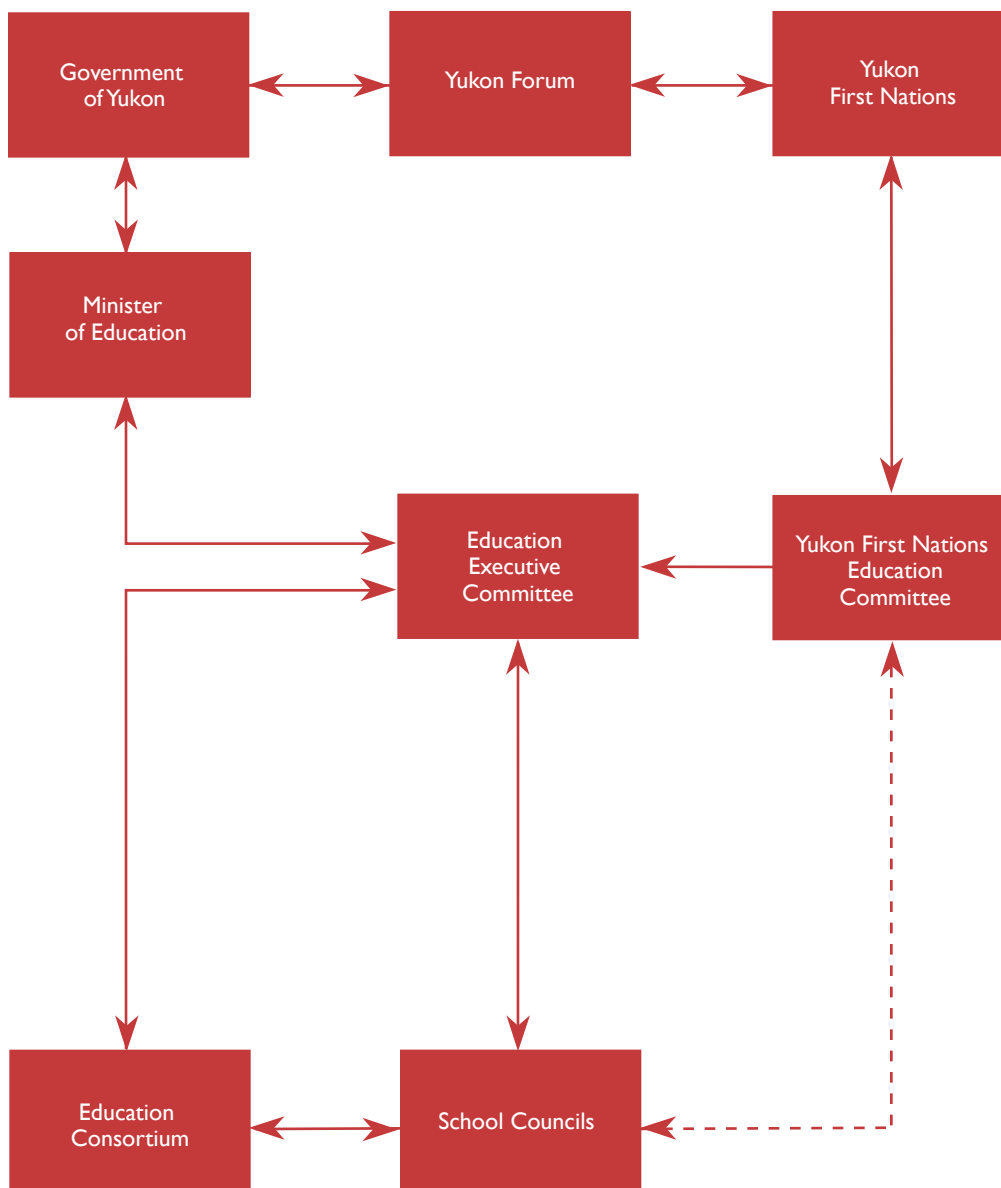 Government
of Yukon
Yukon Forum
Yukon
First Nations
Minister
of Education
Education
Executive
Committee
Yukon First Nations
Education
Committee
Education
Consortium
School Councils